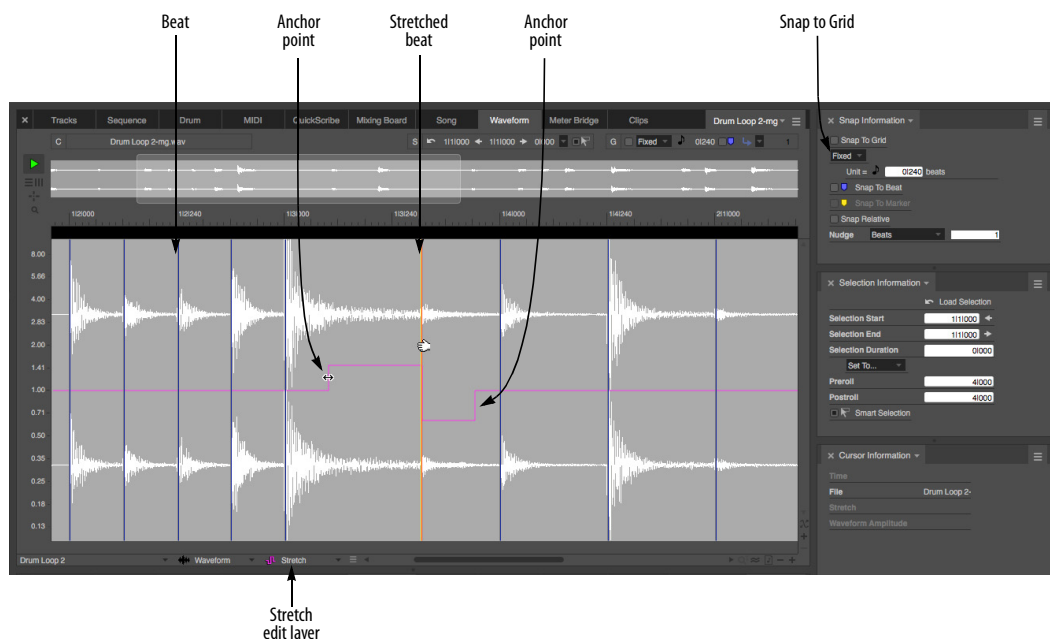 Beat
Anchor
point
Stretched
beat
Anchor
point
Snap to Grid
Tracks Sequence Drum MIDI QuickScribe Mixing Board Song Waveform Meter Bridge Clips Drum Loop 2-mg
C Drum Loop 2-mg.wav S 1|1|000 1|1|000 0|000 G Fixed 0|240 1
1|2|000 1|2|240 1|3|000 1|3|240 1|4|000 1|4|240 2|1|000
8.00
5.66
4.00
2.83
2.00
1.41
1.00
0.71
0.50
0.35
0.25
0.18
0.13
Drum Loop 2 Waveform Stretch
Snap Information
Snap To Grid
Fixed
Unit = 0|240 beats
Snap To Beat
Snap To Marker
Snap Relative
Nudge Beats 1
Selection Information
Load Selection
Selection Start 1|1|000
Selection End 1|1|000
Selection Duration 0|000
Set To...
Preroll 4|000
Postroll 4|000
Smart Selection
Cursor Information
Time
File Drum Loop 2-
Stretch
Waveform Amplitude
Stretch
edit layer